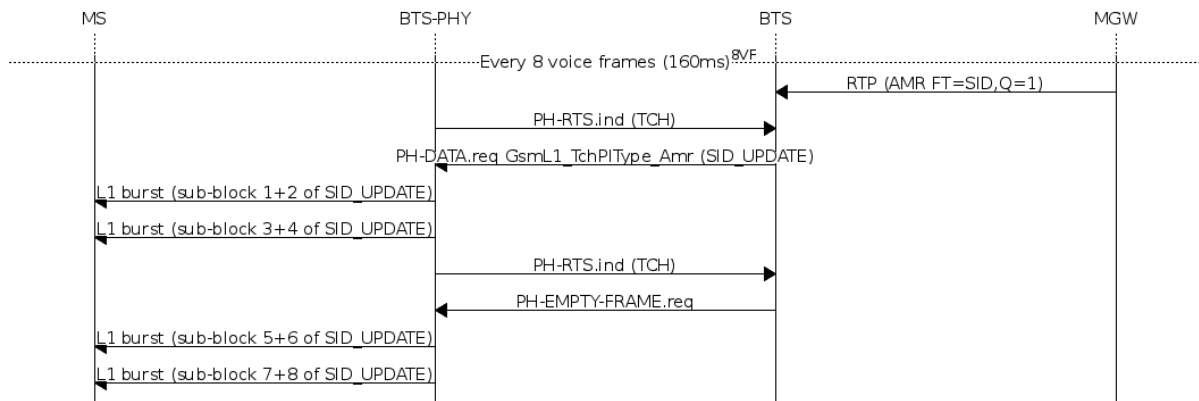 MS BTS-PHY BTS MGW
Every 8 voice frames (160ms) 8VF
RTP (AMR FT=SID,Q=1)
PH-RTS.ind (TCH)
PH-DATA.req GsmL1_TchPlType_Amr (SID_UPDATE)
L1 burst (sub-block 1+2 of SID_UPDATE)
L1 burst (sub-block 3+4 of SID_UPDATE)
PH-RTS.ind (TCH)
PH-EMPTY-FRAME.req
L1 burst (sub-block 5+6 of SID_UPDATE)
L1 burst (sub-block 7+8 of SID_UPDATE)